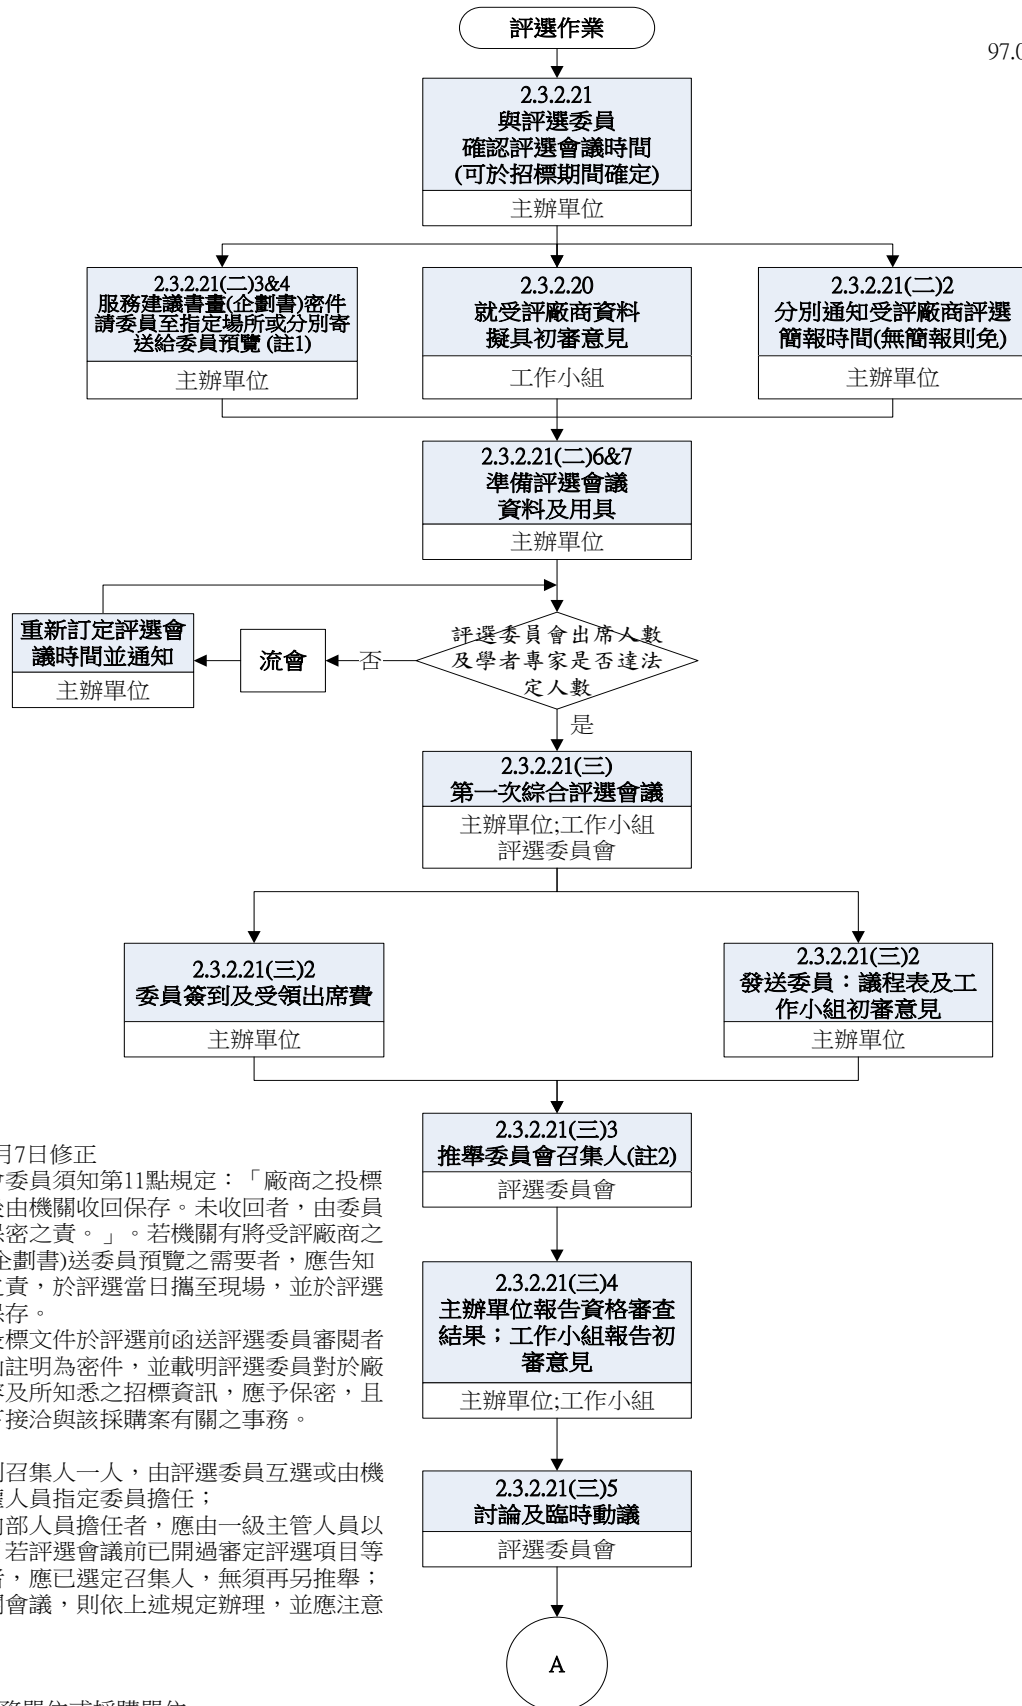 評選作業
97.0
2.3.2.21
與評選委員
確認評選會議時間
(可於招標期間確定)
主辦單位
2.3.2.21(二)3&4
服務建議書畫(企劃書)密件
請委員至指定場所或分別寄
送給委員預覽 (註1)
主辦單位
2.3.2.20
就受評廠商資料
擬具初審意見
工作小組
2.3.2.21(二)2
分別通知受評廠商評選
簡報時間(無簡報則免)
主辦單位
2.3.2.21(二)6&7
準備評選會議
資料及用具
主辦單位
評選委員會出席人數
及學者專家是否達法
定人數
否
流會
重新訂定評選會
議時間並通知
主辦單位
是
2.3.2.21(三)
第一次綜合評選會議
主辦單位;工作小組
評選委員會
2.3.2.21(三)2
委員簽到及受領出席費
主辦單位
2.3.2.21(三)2
發送委員：議程表及工
作小組初審意見
主辦單位
2.3.2.21(三)3
推舉委員會召集人(註2)
評選委員會
2.3.2.21(三)4
主辦單位報告資格審查
結果；工作小組報告初
審意見
主辦單位;工作小組
2.3.2.21(三)5
討論及臨時動議
評選委員會
A
月7日修正
委員須知第11點規定：「廠商之投標
後由機關收回保存。未收回者，由委員
保密之責。」。若機關有將受評廠商之
企劃書)送委員預覽之需要者，應告知
之責，於評選當日攜至現場，並於評選
保存。
投標文件於評選前函送評選委員審閱者
註明為密件，並載明評選委員對於廠
及所知悉之招標資訊，應予保密，且
下接洽與該採購案有關之事務。
召集人一人，由評選委員互選或由機
人員指定委員擔任；
內部人員擔任者，應由一級主管人員以
若評選會議前已開過審定評選項目等
者，應已選定召集人，無須再另推舉；
會議，則依上述規定辦理，並應注意
務單位或採購單位